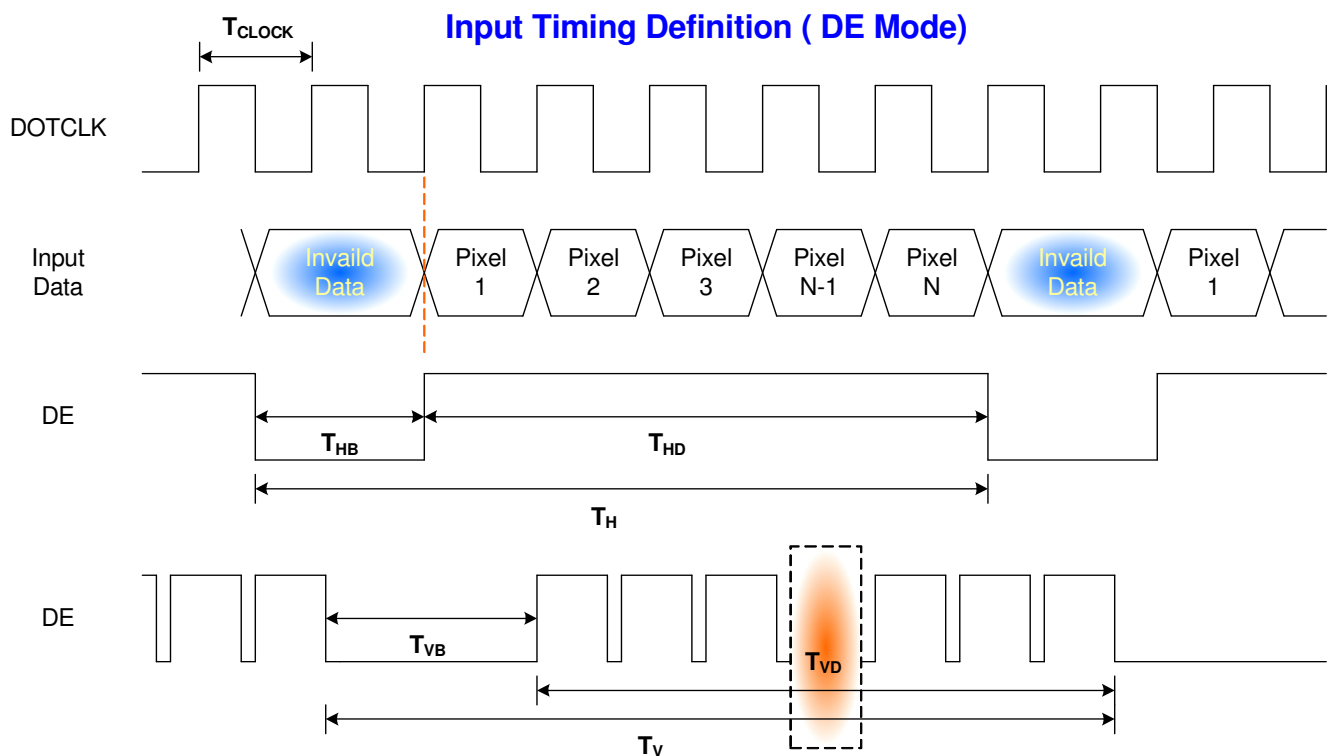 Input Timing Definition ( DE Mode)
TCLOCK
DOTCLK
Input
Data
Invaild
Data
Pixel
1
Pixel
2
Pixel
3
Pixel
N-1
Pixel
N
Invaild
Data
Pixel
1
DE
THB
THD
TH
DE
TVB
TVD
TV